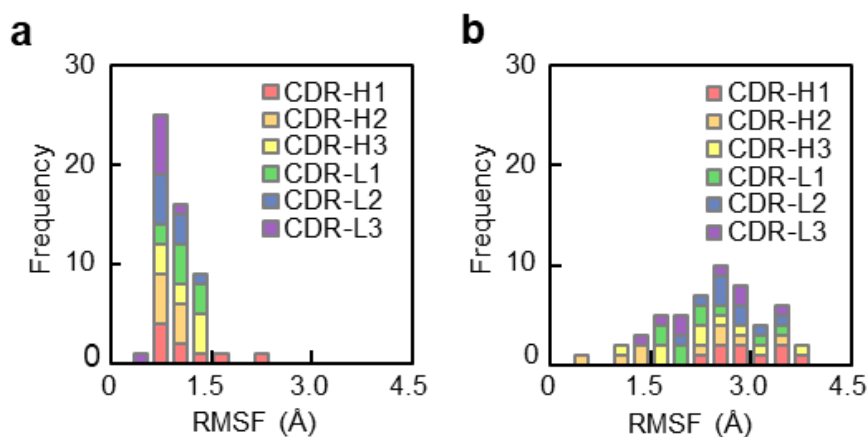 a
30
20
10
0
Frequency
CDR-H1
CDR-H2
CDR-H3
CDR-L1
CDR-L2
CDR-L3
0 1.5 3.0 4.5
RMSF (Å)
b
30
20
10
0
Frequency
CDR-H1
CDR-H2
CDR-H3
CDR-L1
CDR-L2
CDR-L3
0 1.5 3.0 4.5
RMSF (Å)